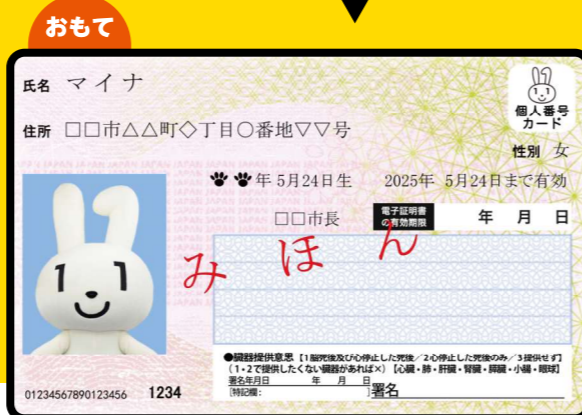 おもて
氏名 マイナ
個人番号
カード
住所 □□市△△町◇丁目○番地▽▽号
性別 女
年5月24日生 2025年 5月24日まで有効
□□市長 電子証明書の有効期限 年 月 日
みほん
●臓器提供意思【1脳死後及び心停止した死後／2心停止した死後のみ／3提供せず】
（1・2で提供したくない臓器があれば×）【心臓・肺・肝臓・腎臓・膵臓・小腸・眼球】
署名年月日 年 月 日
［特記欄： ］署名
01234567890123456 1234